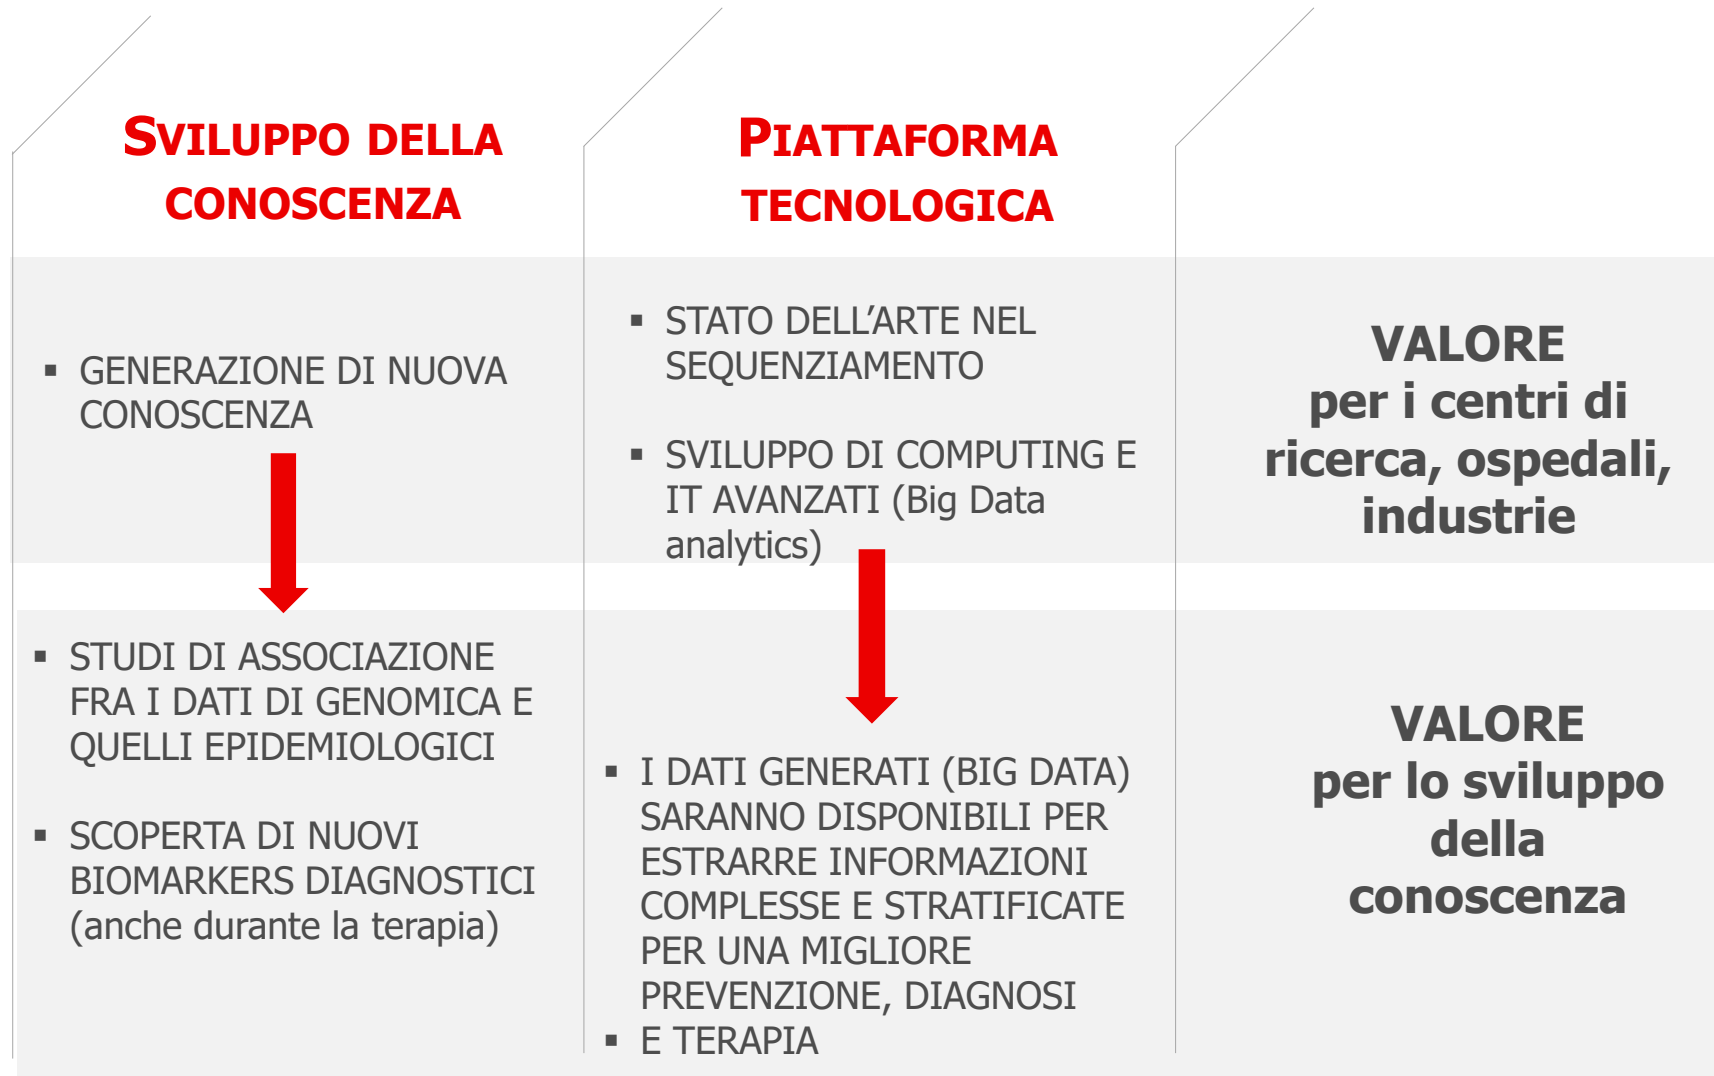 SVILUPPO DELLA
CONOSCENZA
PIATTAFORMA
TECNOLOGICA
▪ GENERAZIONE DI NUOVA
CONOSCENZA
▪ STATO DELL’ARTE NEL
SEQUENZIAMENTO
▪ SVILUPPO DI COMPUTING E
IT AVANZATI (Big Data
analytics)
VALORE
per i centri di
ricerca, ospedali,
industrie
▪ STUDI DI ASSOCIAZIONE
FRA I DATI DI GENOMICA E
QUELLI EPIDEMIOLOGICI
▪ SCOPERTA DI NUOVI
BIOMARKERS DIAGNOSTICI
(anche durante la terapia)
▪ I DATI GENERATI (BIG DATA)
SARANNO DISPONIBILI PER
ESTRARRE INFORMAZIONI
COMPLESSE E STRATIFICATE
PER UNA MIGLIORE
PREVENZIONE, DIAGNOSI
▪ E TERAPIA
VALORE
per lo sviluppo
della
conoscenza